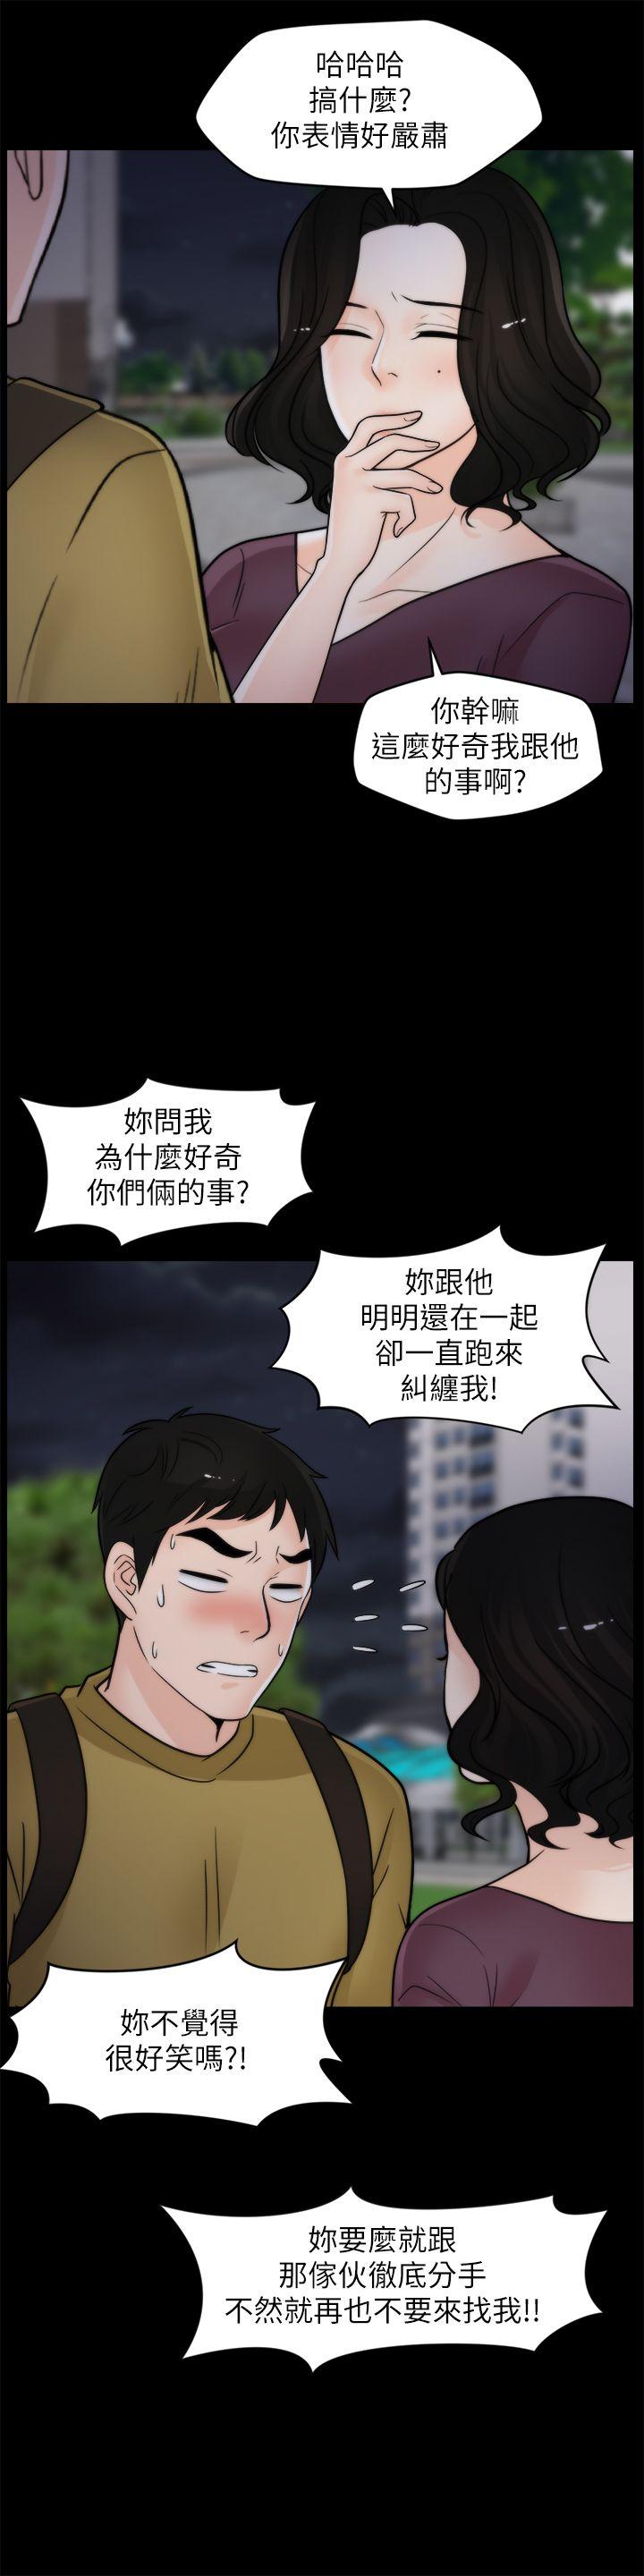 哈哈哈
搞什麼?
你表情好嚴肅
你幹嘛
這麼好奇我跟他
的事啊?
妳問我
為什麼好奇
你們倆的事?
妳跟他
明明還在一起
卻一直跑來
糾纏我!
妳不覺得
很好笑嗎?!
妳要麼就跟
那傢伙徹底分手
不然就再也不要來找我!!